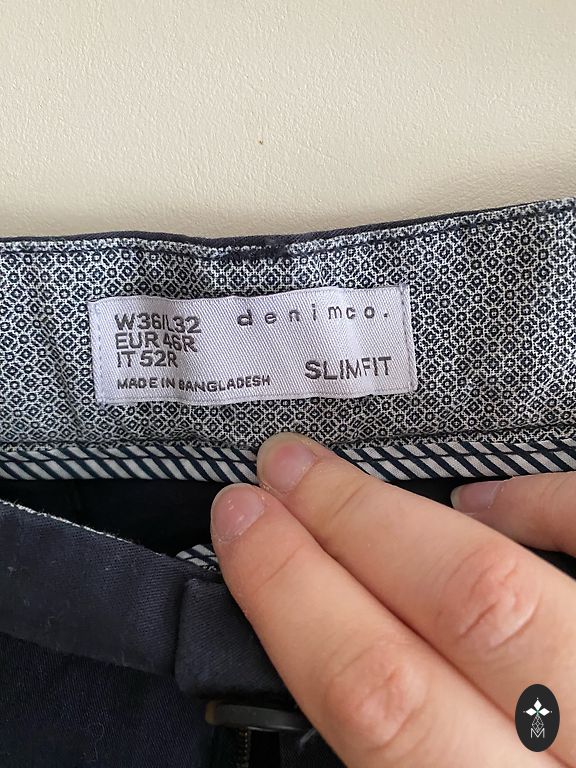 W36/L32
EUR 46R
IT 52R
MADE IN BANGLADESH
denimco.
SLIMFIT